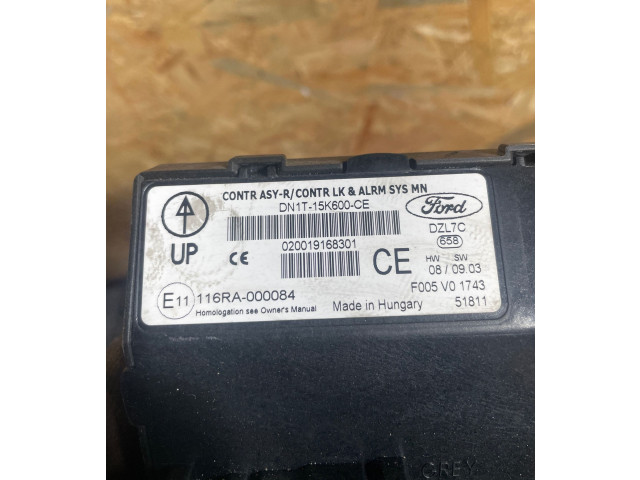 CONTR ASY-R/CONTR LK & ALRM SYS MN
DN1T-15K600-CE
Ford
DZL7C
558
UP
CE
020019168301
CE
HW SW
08 / 09.03
E11 116RA-000084
F005 V0 1743
Homologation see Owner's Manual
Made in Hungary
51811
GREY